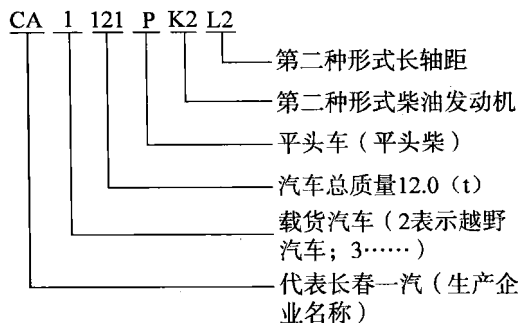 CA 1 121 P K2 L2
第二种形式长轴距
第二种形式柴油发动机
平头车（平头柴）
汽车总质量12.0（t）
载货汽车（2表示越野
汽车；3……）
代表长春一汽（生产企
业名称）